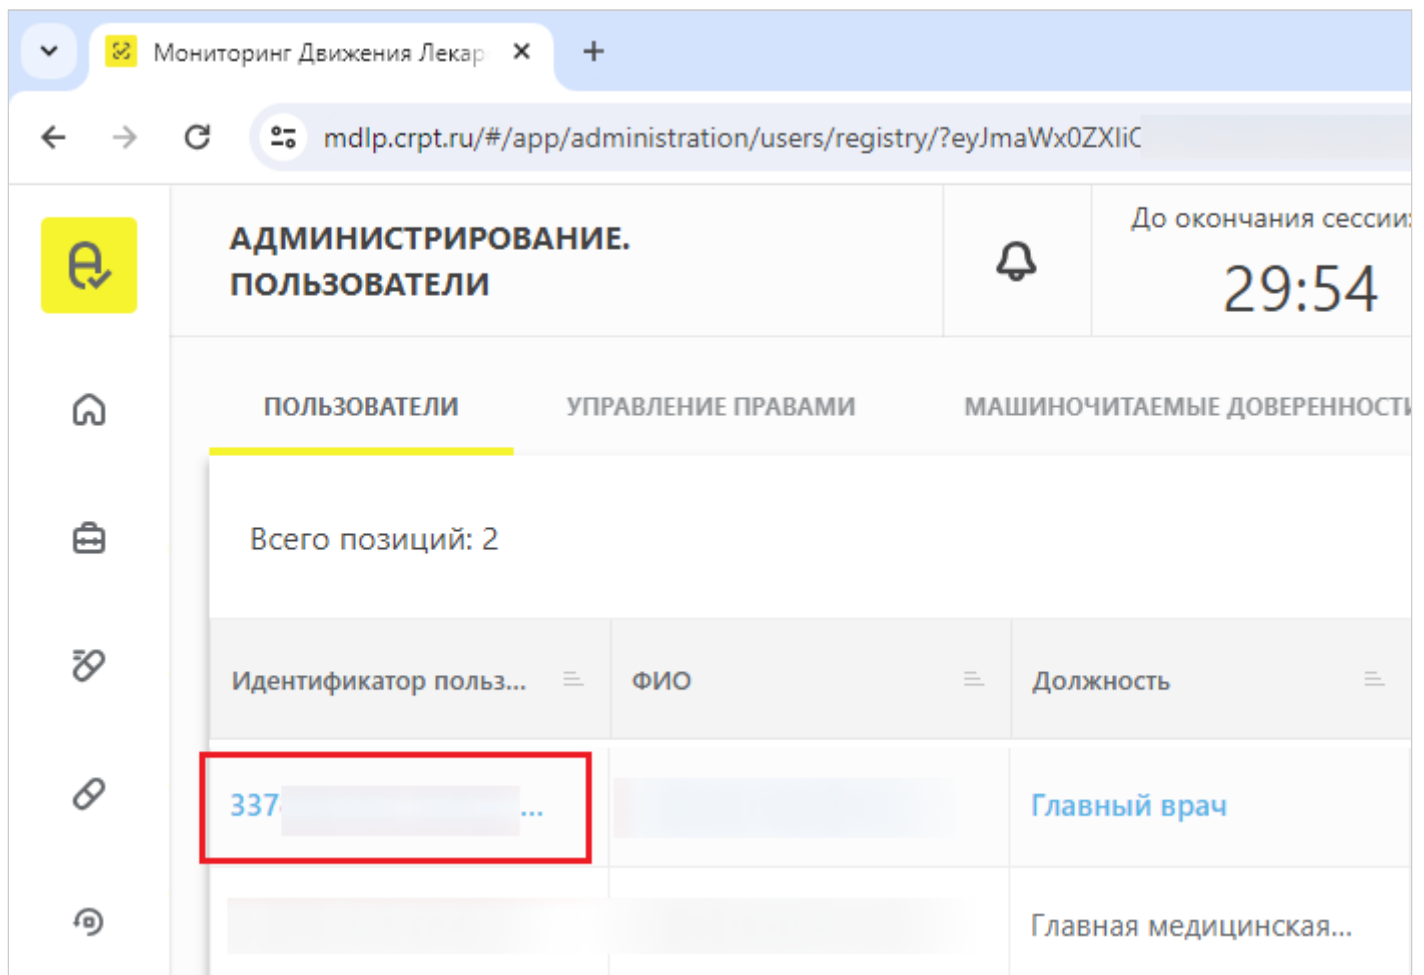 Мониторинг Движения Лекар
mdlp.crpt.ru/#/app/administration/users/registry/?eyJmaWx0ZXIiO
АДМИНИСТРИРОВАНИЕ.
ПОЛЬЗОВАТЕЛИ
До окончания сессии:
29:54
ПОЛЬЗОВАТЕЛИ УПРАВЛЕНИЕ ПРАВАМИ МАШИНОЧИТАЕМЫЕ ДОВЕРЕННОСТИ
Всего позиций: 2
Идентификатор польз... ФИО Должность
337 ... Главный врач
Главная медицинская...